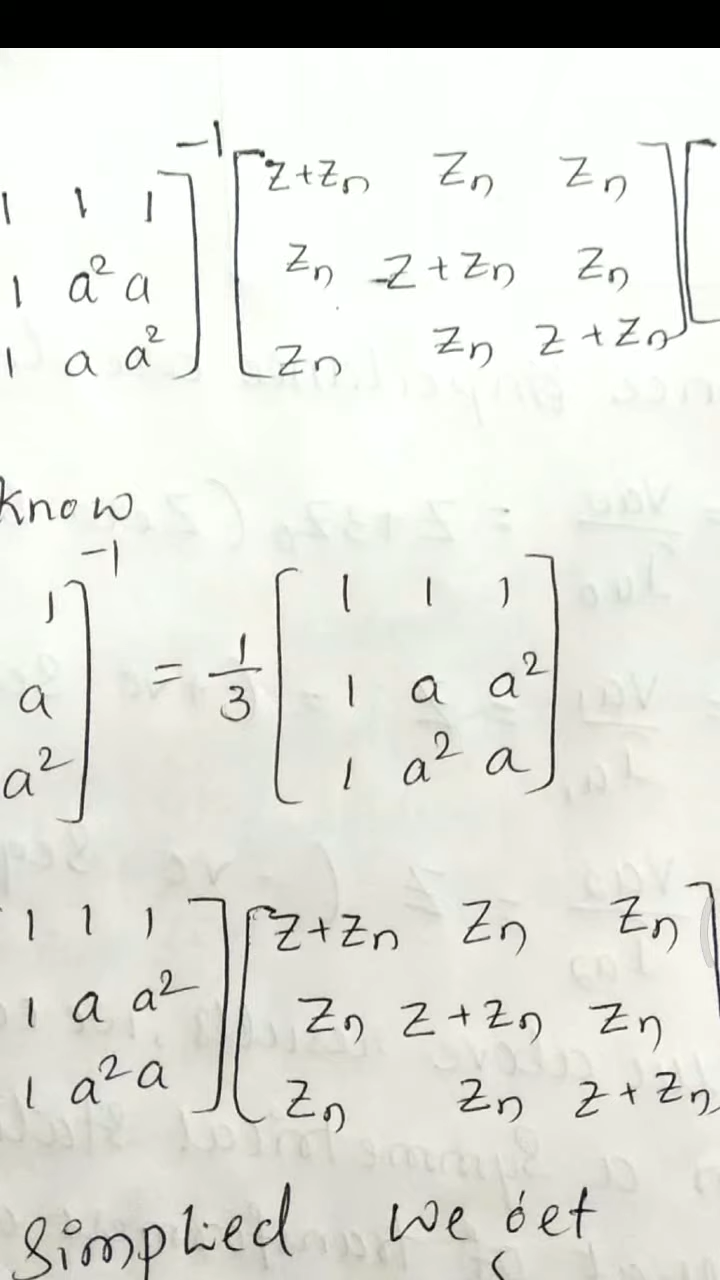 1 1 1 ]⁻¹ [ Z+Zn Zn Zn ] [
1 a² a Zn Z+Zn Zn
1 a a² Zn Zn Z+Zn
know
1 ]⁻¹ = 1/3 [ 1 1 1 ]
a 1 a a²
a² 1 a² a
1 1 1 ] [ Z+Zn Zn Zn ]
1 a a² Zn Z+Zn Zn
1 a² a Zn Zn Z+Zn
Simplied we get